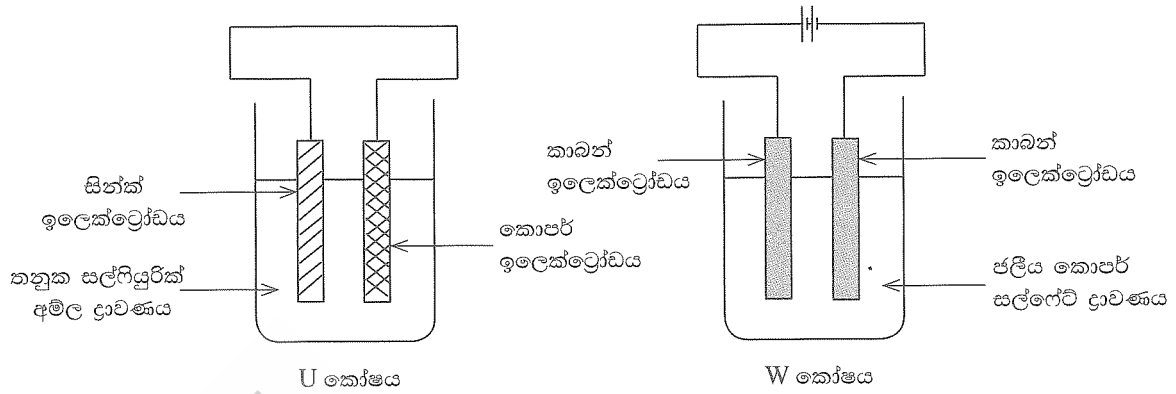 සින්ක්
ඉලෙක්ට්‍රෝඩය
තනුක සල්ෆියුරික්
අම්ල ද්‍රාවණය
කොපර්
ඉලෙක්ට්‍රෝඩය
U කෝෂය
කාබන්
ඉලෙක්ට්‍රෝඩය
කාබන්
ඉලෙක්ට්‍රෝඩය
ජලීය කොපර්
සල්ෆේට් ද්‍රාවණය
W කෝෂය